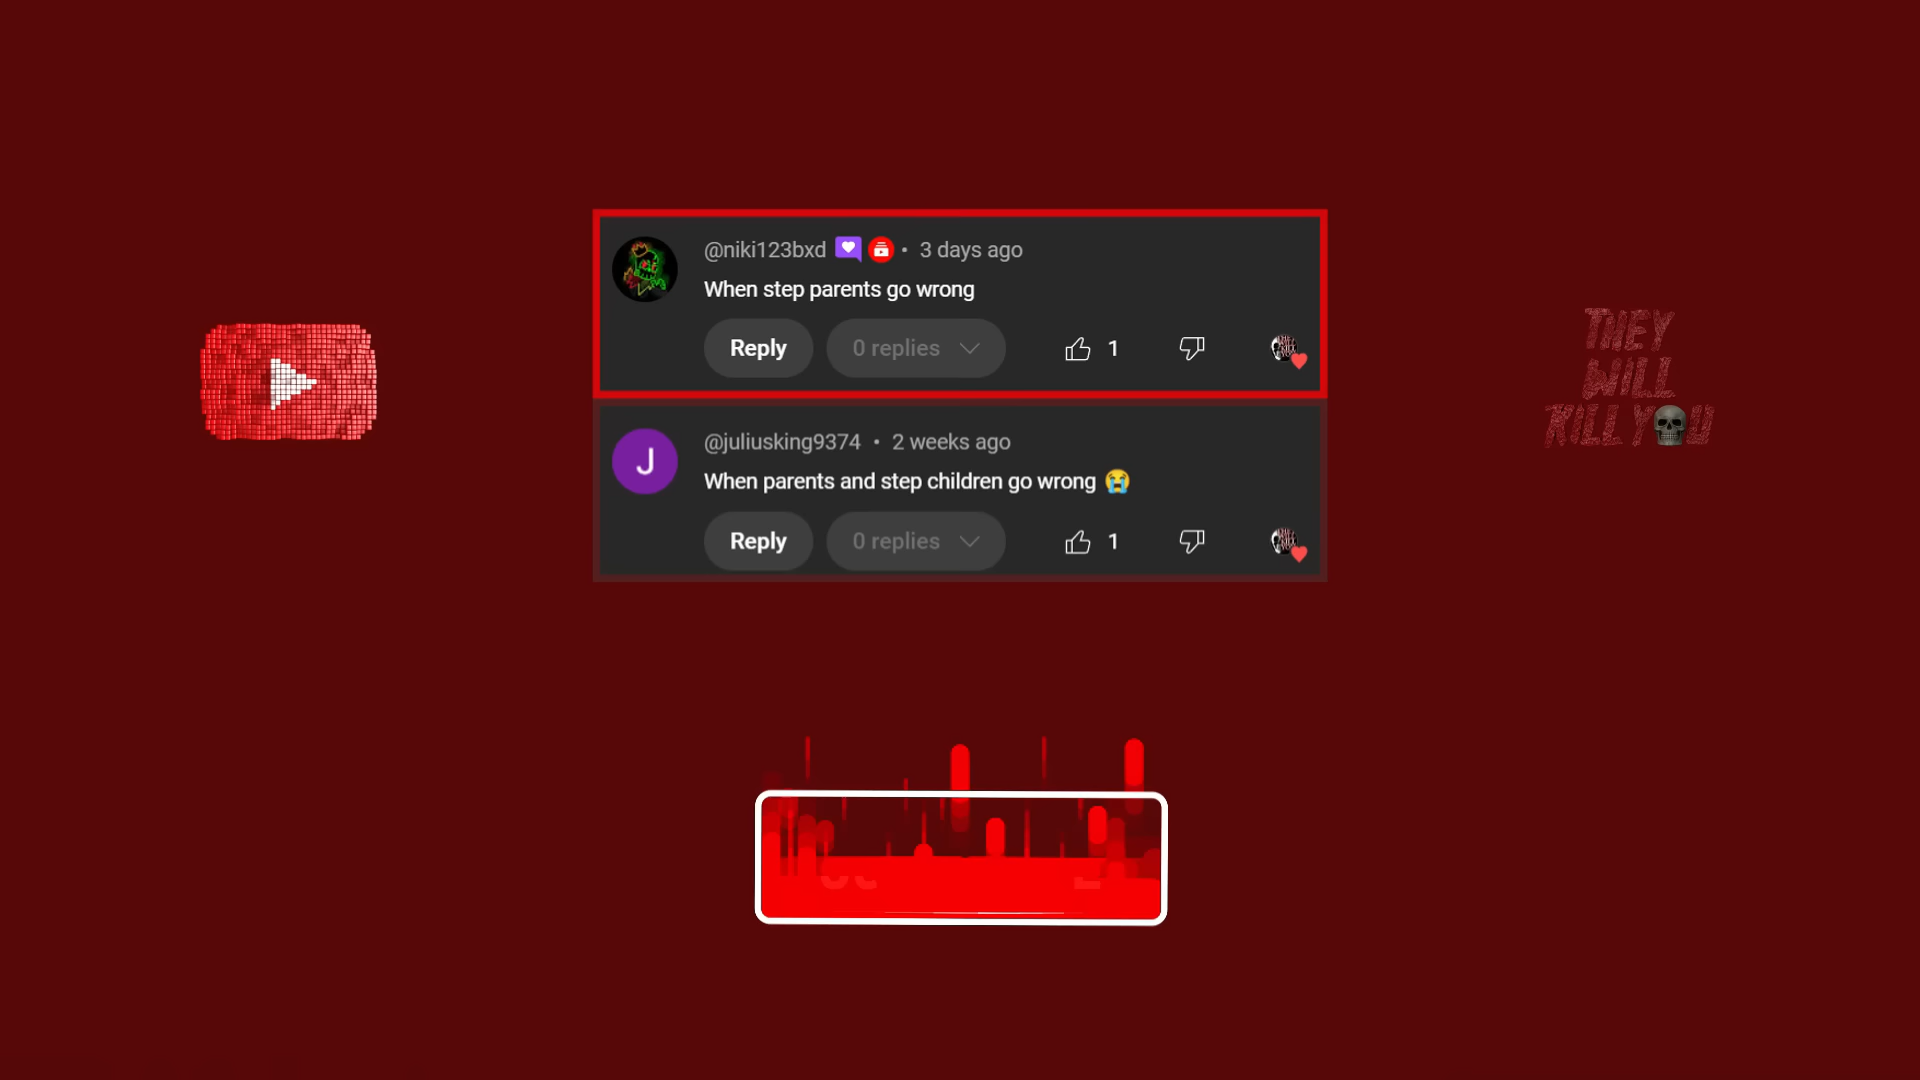 @niki123bxd • 3 days ago
When step parents go wrong
Reply 0 replies 1
@juliusking9374 • 2 weeks ago
J
When parents and step children go wrong 😭
Reply 0 replies 1
THEY
WILL
KILL Y💀U